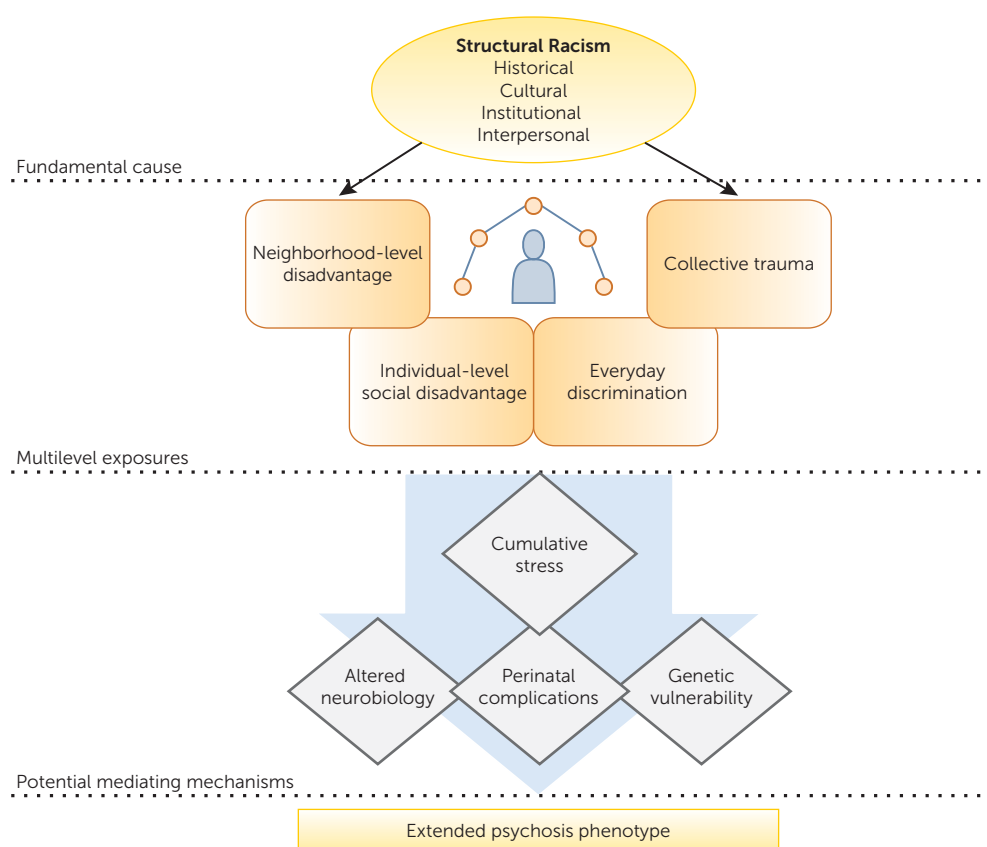 Structural Racism
Historical
Cultural
Institutional
Interpersonal
Fundamental cause
Neighborhood-level
disadvantage
Collective trauma
Individual-level
social disadvantage
Everyday
discrimination
Multilevel exposures
Cumulative
stress
Altered
neurobiology
Perinatal
complications
Genetic
vulnerability
Potential mediating mechanisms
Extended psychosis phenotype